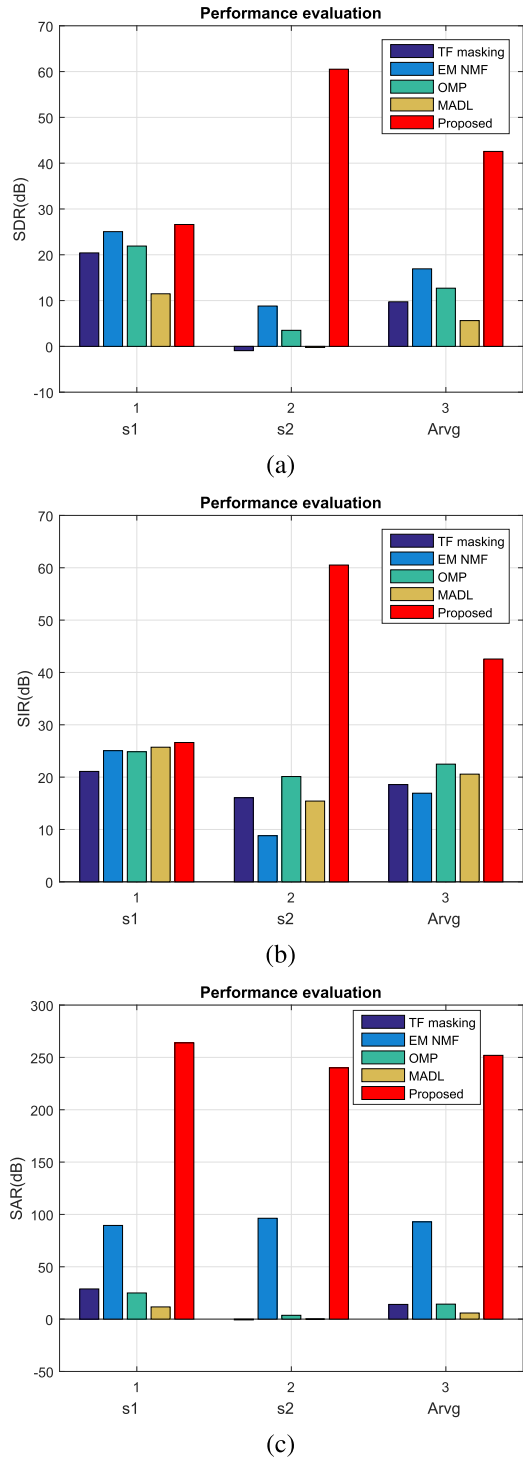 Performance evaluation
70
60
50
40
30
20
10
0
-10
SDR(dB)
TF masking
EM NMF
OMP
MADL
Proposed
1
2
3
s1
s2
Arvg
(a)
Performance evaluation
70
60
50
40
30
20
10
0
SIR(dB)
TF masking
EM NMF
OMP
MADL
Proposed
1
2
3
s1
s2
Arvg
(b)
Performance evaluation
300
250
200
150
100
50
0
-50
SAR(dB)
TF masking
EM NMF
OMP
MADL
Proposed
1
2
3
s1
s2
Arvg
(c)